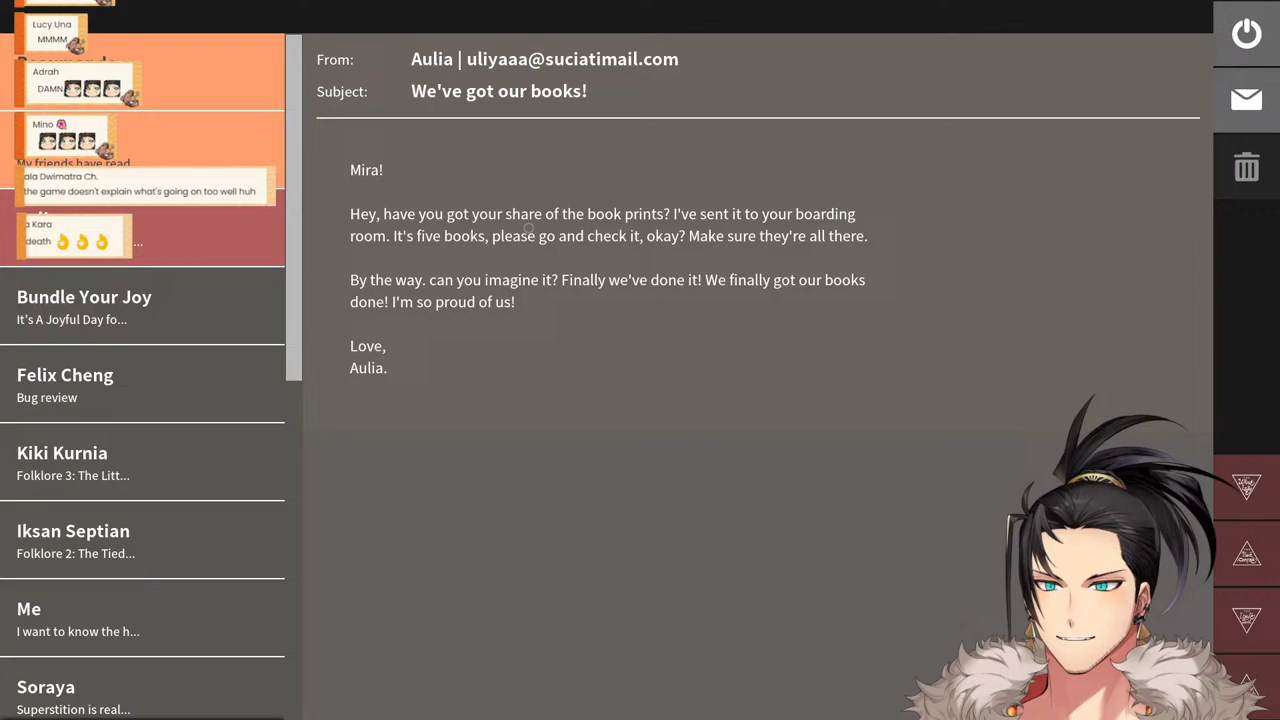 Lucy Una
MMMM
Adrah
DAMN
Mino
My friends have read
ala Dwimatra Ch.
the game doesn't explain what's going on too well huh
a Kara
death
...
Bundle Your Joy
It's A Joyful Day fo...
Felix Cheng
Bug review
Kiki Kurnia
Folklore 3: The Litt...
Iksan Septian
Folklore 2: The Tied...
Me
I want to know the h...
Soraya
Superstition is real...
From: Aulia | uliyaaa@suciatimail.com
Subject: We've got our books!
Mira!
Hey, have you got your share of the book prints? I've sent it to your boarding
room. It's five books, please go and check it, okay? Make sure they're all there.
By the way. can you imagine it? Finally we've done it! We finally got our books
done! I'm so proud of us!
Love,
Aulia.